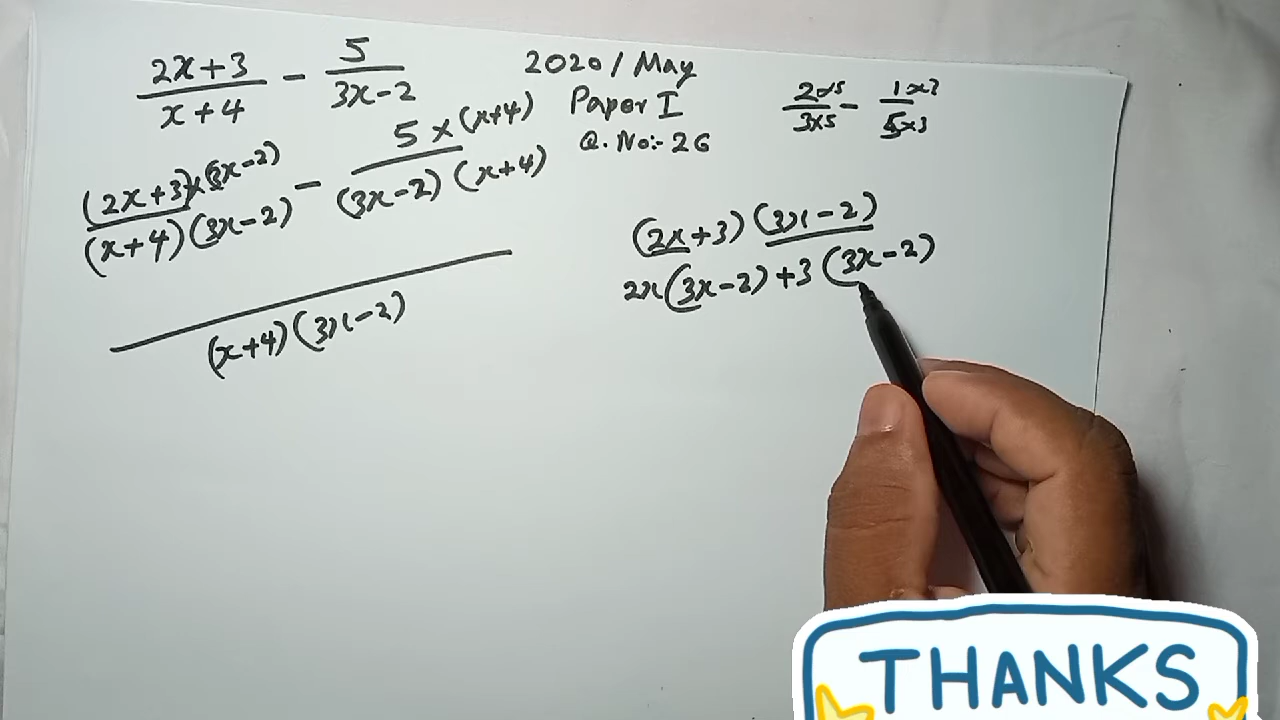 2x+3 / x+4 − 5 / 3x−2
2020 / May
Paper I
Q. No:- 26
2×5 / 3×5 − 1×3 / 5×3
(2x+3)×(3x−2) / (x+4)(3x−2) − 5×(x+4) / (3x−2)(x+4)
(x+4)(3x−2)
(2x+3)(3x−2)
2x(3x−2)+3(3x−2)
THANKS